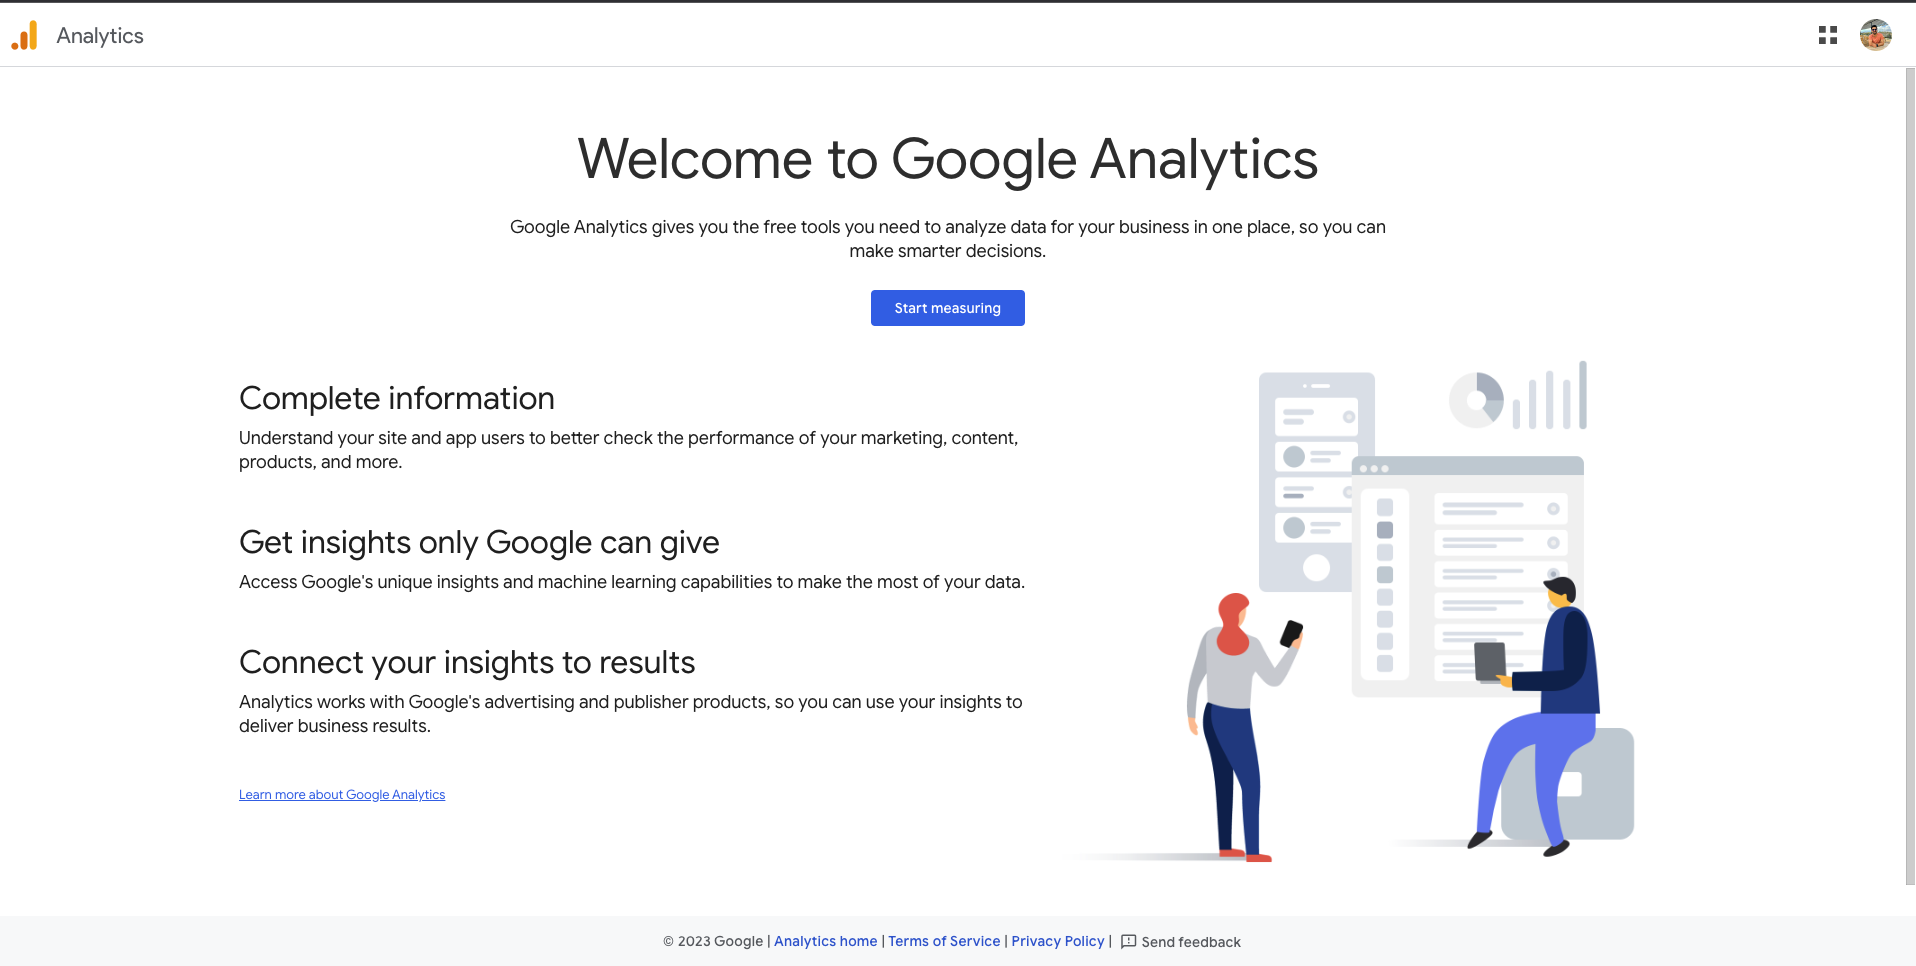 Analytics
Welcome to Google Analytics
Google Analytics gives you the free tools you need to analyze data for your business in one place, so you can
make smarter decisions.
Start measuring
Complete information
Understand your site and app users to better check the performance of your marketing, content,
products, and more.
Get insights only Google can give
Access Google's unique insights and machine learning capabilities to make the most of your data.
Connect your insights to results
Analytics works with Google's advertising and publisher products, so you can use your insights to
deliver business results.
Learn more about Google Analytics
© 2023 Google | Analytics home | Terms of Service | Privacy Policy | Send feedback